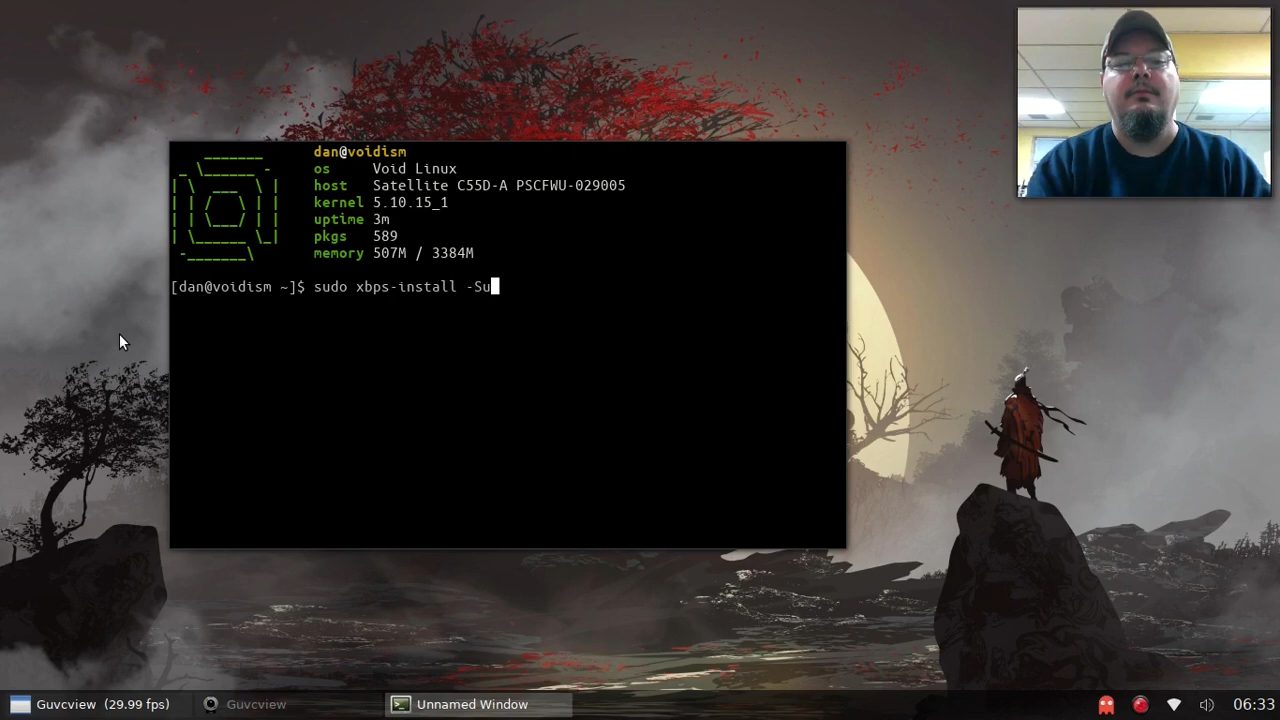 dan@voidism
os Void Linux
host Satellite C55D-A PSCFWU-029005
kernel 5.10.15_1
uptime 3m
pkgs 589
memory 507M / 3384M
[dan@voidism ~]$ sudo xbps-install -Su
Guvcview (29.99 fps)
Guvcview
Unnamed Window
06:33